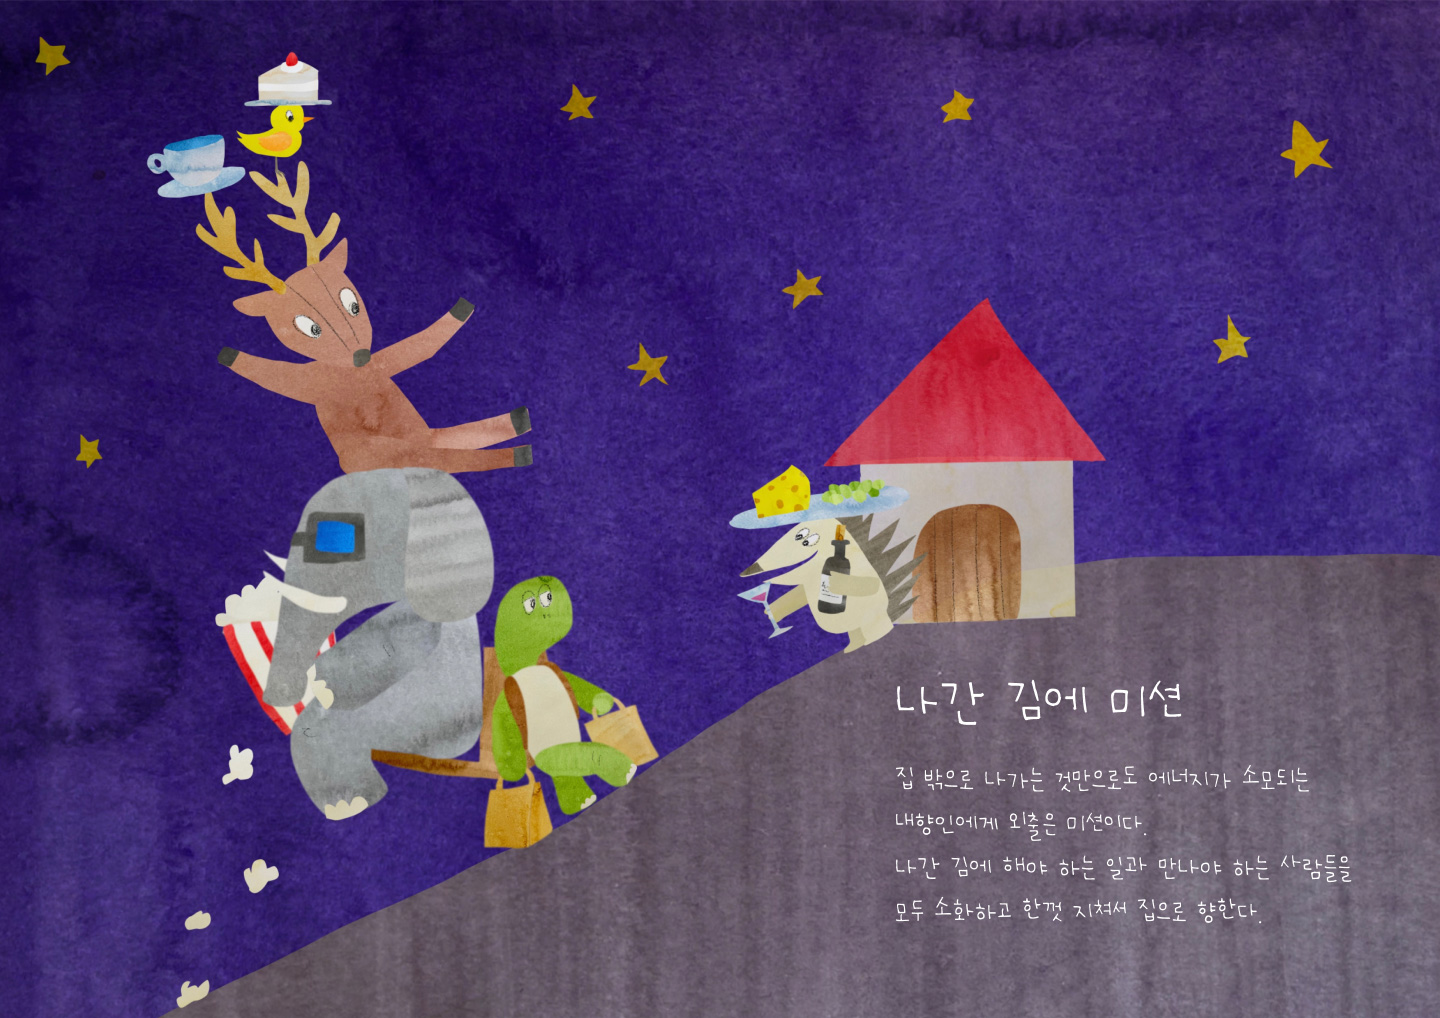 나간 김에 미션
집 밖으로 나가는 것만으로도 에너지가 소모되는
내향인에게 외출은 미션이다.
나간 김에 해야 하는 일과 만나야 하는 사람들을
모두 소화하고 한껏 지쳐서 집으로 향한다.